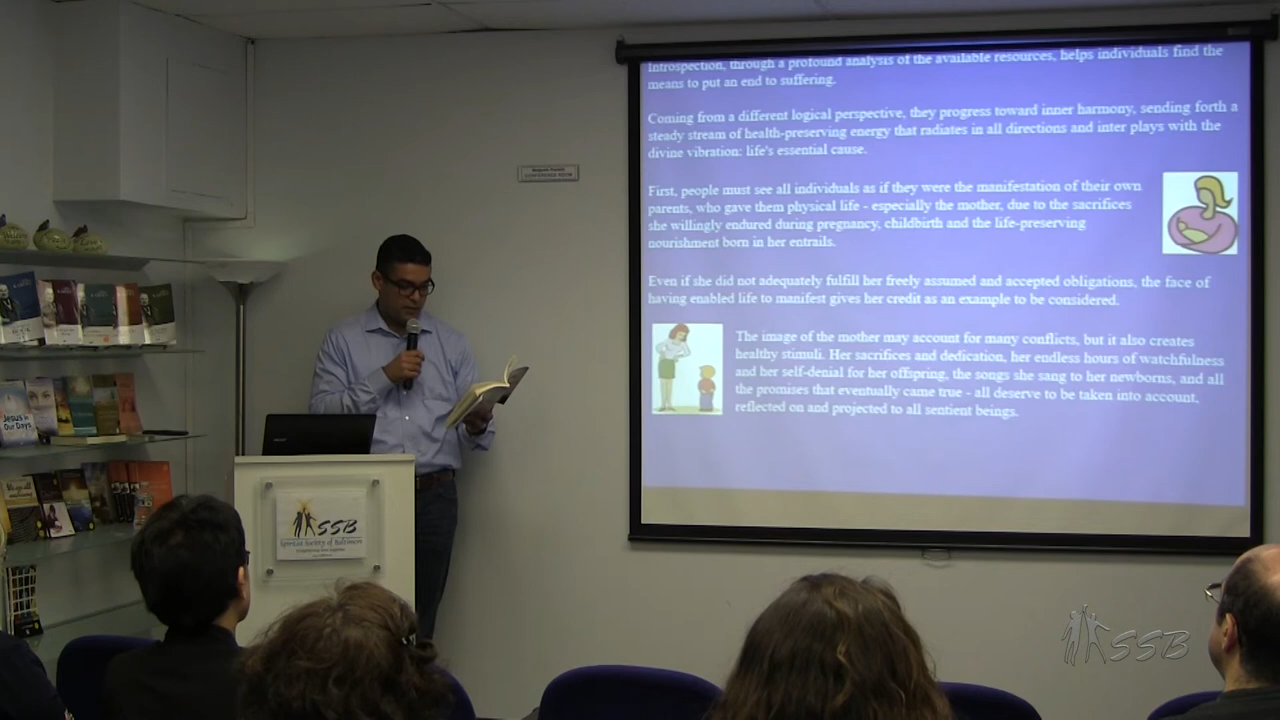 Introspection, through a profound analysis of the available resources, helps individuals find the
means to put an end to suffering.
Coming from a different logical perspective, they progress toward inner harmony, sending forth a
steady stream of health-preserving energy that radiates in all directions and inter plays with the
divine vibration: life's essential cause.
First, people must see all individuals as if they were the manifestation of their own
parents, who gave them physical life - especially the mother, due to the sacrifices
she willingly endured during pregnancy, childbirth and the life-preserving
nourishment born in her entrails.
Even if she did not adequately fulfill her freely assumed and accepted obligations, the face of
having enabled life to manifest gives her credit as an example to be considered.
The image of the mother may account for many conflicts, but it also creates
healthy stimuli. Her sacrifices and dedication, her endless hours of watchfulness
and her self-denial for her offspring, the songs she sang to her newborns, and all
the promises that eventually came true - all deserve to be taken into account,
reflected on and projected to all sentient beings.
CONFERENCE ROOM
Jesus in
Our Days
SSB
Spiritist Society of Baltimore
SSB